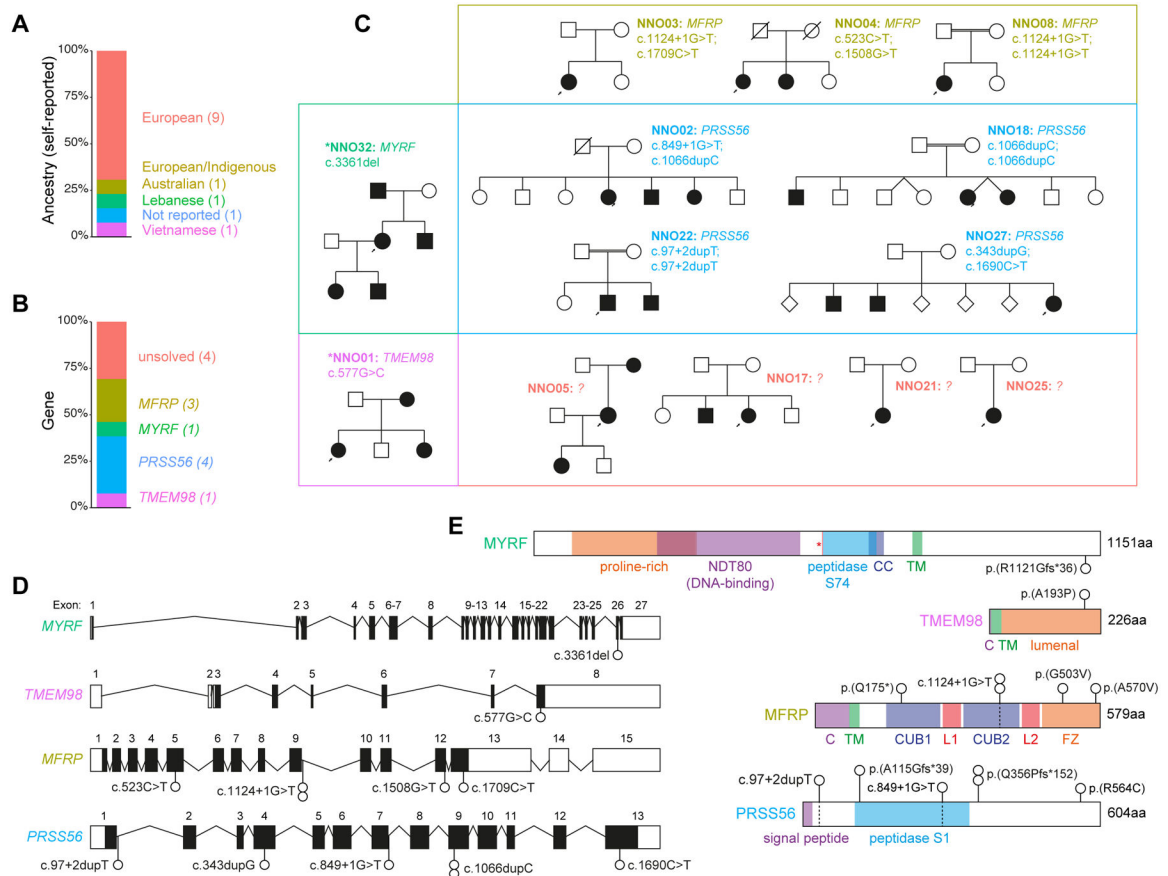 A
Ancestry (self-reported)
100%
75%
50%
25%
0%
European (9)
European/Indigenous
Australian (1)
Lebanese (1)
Not reported (1)
Vietnamese (1)
B
Gene
100%
75%
50%
25%
0%
unsolved (4)
MFRP (3)
MYRF (1)
PRSS56 (4)
TMEM98 (1)
C
NNO03: MFRP
c.1124+1G>T;
c.1709C>T
NNO04: MFRP
c.523C>T;
c.1508G>T
NNO08: MFRP
c.1124+1G>T;
c.1124+1G>T
*NNO32: MYRF
c.3361del
NNO02: PRSS56
c.849+1G>T;
c.1066dupC
NNO18: PRSS56
c.1066dupC;
c.1066dupC
NNO22: PRSS56
c.97+2dupT;
c.97+2dupT
NNO27: PRSS56
c.343dupG;
c.1690C>T
*NNO01: TMEM98
c.577G>C
NNO05: ?
NNO17: ?
NNO21: ?
NNO25: ?
D
Exon:
1 2 3 4 5 6-7 8 9-13 14 15-22 23-25 26 27
MYRF
c.3361del
1 2 3 4 5 6 7 8
TMEM98
c.577G>C
1 2 3 4 5 6 7 8 9 10 11 12 13 14 15
MFRP
c.523C>T
c.1124+1G>T
c.1508G>T
c.1709C>T
1 2 3 4 5 6 7 8 9 10 11 12 13
PRSS56
c.97+2dupT
c.343dupG
c.849+1G>T
c.1066dupC
c.1690C>T
E
MYRF
*
1151aa
proline-rich
NDT80
(DNA-binding)
peptidase
S74
CC
TM
p.(R1121Gfs*36)
p.(A193P)
TMEM98
226aa
C TM lumenal
p.(Q175*)
c.1124+1G>T
p.(G503V)
p.(A570V)
MFRP
579aa
C TM CUB1 L1 CUB2 L2 FZ
c.97+2dupT
p.(A115Gfs*39)
c.849+1G>T
p.(Q356Pfs*152)
p.(R564C)
PRSS56
604aa
signal peptide
peptidase S1